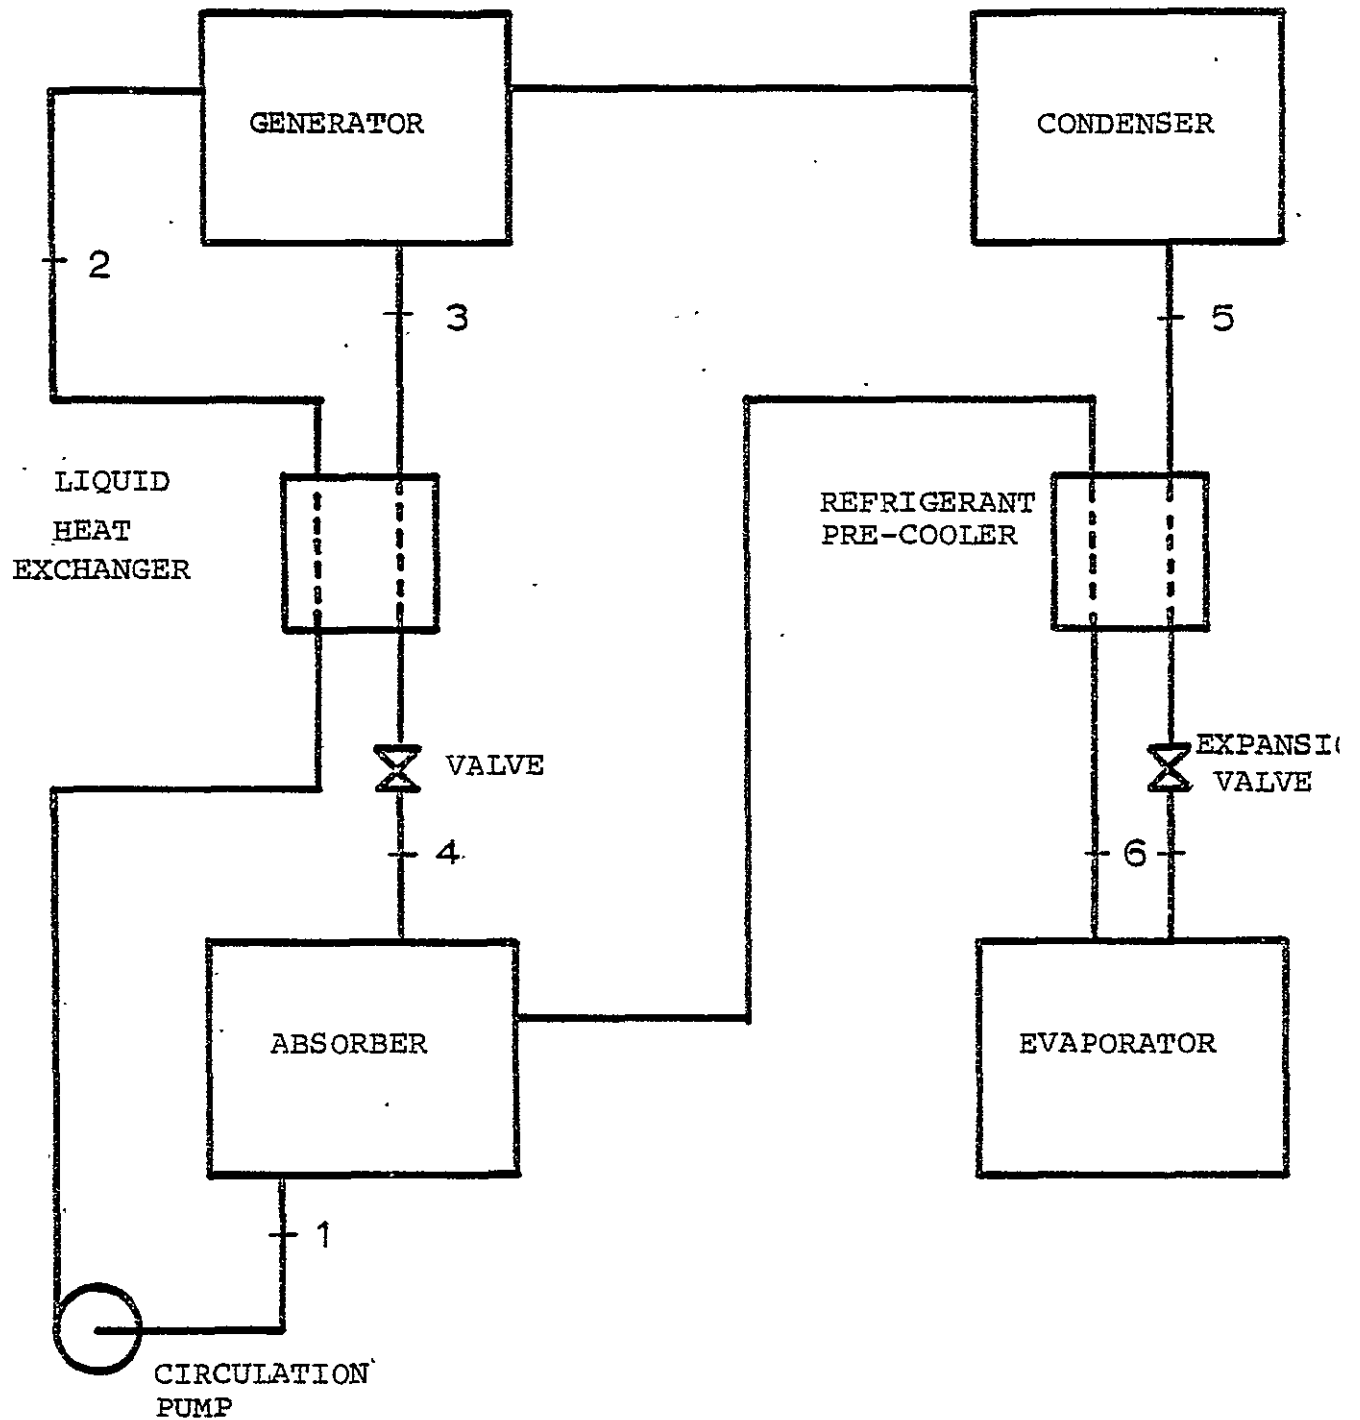 GENERATOR
CONDENSER
2
3
5
LIQUID
HEAT
EXCHANGER
REFRIGERANT
PRE-COOLER
VALVE
EXPANSI(
VALVE
4
6
ABSORBER
EVAPORATOR
1
CIRCULATION
PUMP